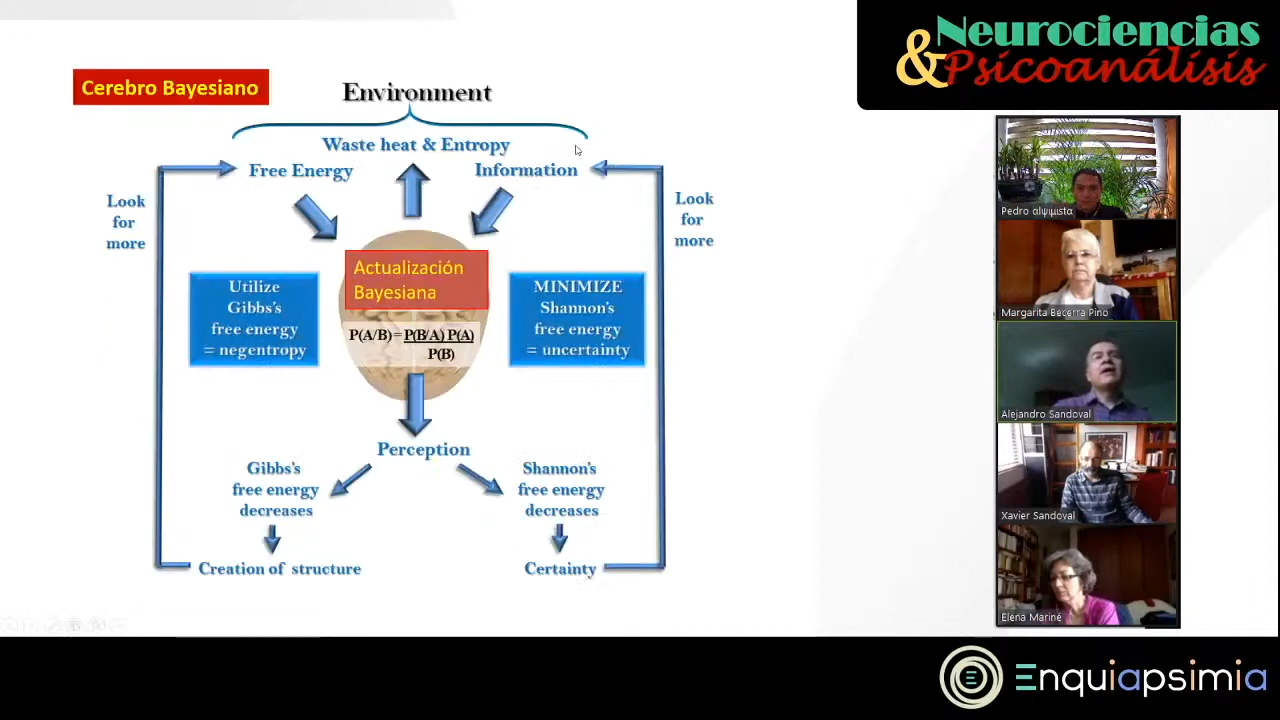 Neurociencias
& Psicoanálisis
Cerebro Bayesiano
Environment
Waste heat & Entropy
Free Energy
Information
Look
for
more
Look
for
more
Actualización
Bayesiana
P(A/B)=P(B/A) P(A)
P(B)
Utilize
Gibbs's
free energy
= negentropy
MINIMIZE
Shannon's
free energy
= uncertainty
Perception
Gibbs's
free energy
decreases
Shannon's
free energy
decreases
Creation of structure
Certainty
Pedro αψιμιστα
Margarita Becerra Pino
Alejandro Sandoval
Xavier Sandoval
Elena Mariné
Enquiapsimia